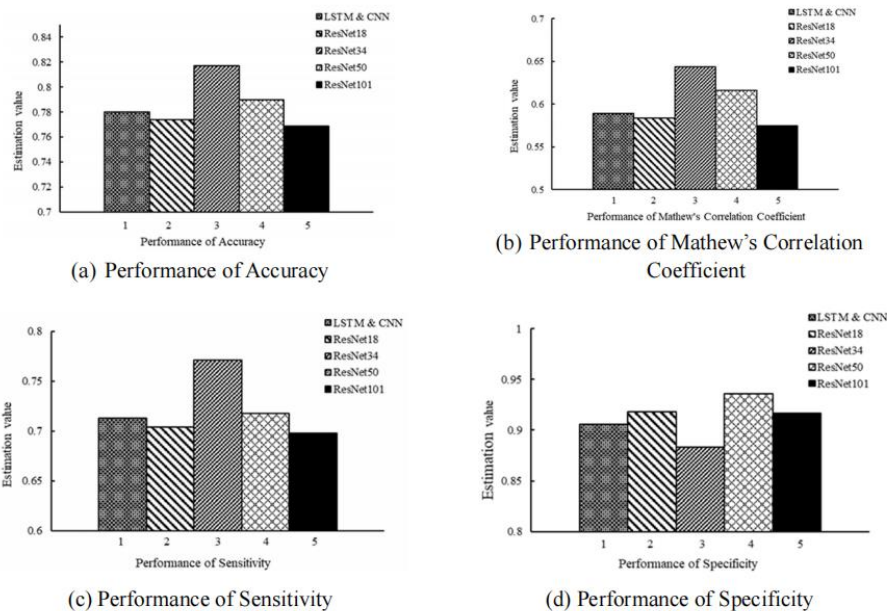 LSTM & CNN
ResNet18
ResNet34
ResNet50
ResNet101
Estimation value
0.84
0.82
0.8
0.78
0.76
0.74
0.72
0.7
1 2 3 4 5
Performance of Accuracy
(a) Performance of Accuracy
LSTM & CNN
ResNet18
ResNet34
ResNet50
ResNet101
Estimation value
0.7
0.65
0.6
0.55
0.5
1 2 3 4 5
Performance of Mathew's Correlation Coefficient
(b) Performance of Mathew's Correlation
Coefficient
LSTM & CNN
ResNet18
ResNet34
ResNet50
ResNet101
Estimation value
0.8
0.75
0.7
0.65
0.6
1 2 3 4 5
Performance of Sensitivity
(c) Performance of Sensitivity
LSTM & CNN
ResNet18
ResNet34
ResNet50
ResNet101
Estimation value
1
0.95
0.9
0.85
0.8
1 2 3 4 5
Performance of Specificity
(d) Performance of Specificity